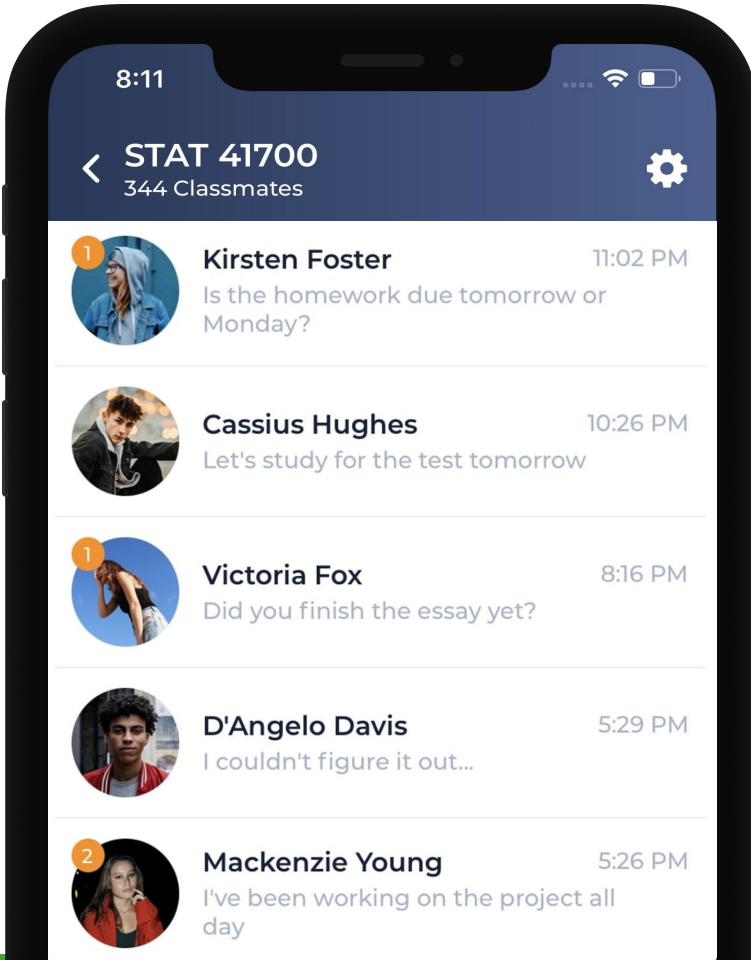 8:11
STAT 41700
344 Classmates
1
Kirsten Foster
11:02 PM
Is the homework due tomorrow or
Monday?
Cassius Hughes
10:26 PM
Let's study for the test tomorrow
1
Victoria Fox
8:16 PM
Did you finish the essay yet?
D'Angelo Davis
5:29 PM
I couldn't figure it out...
2
Mackenzie Young
5:26 PM
I've been working on the project all
day